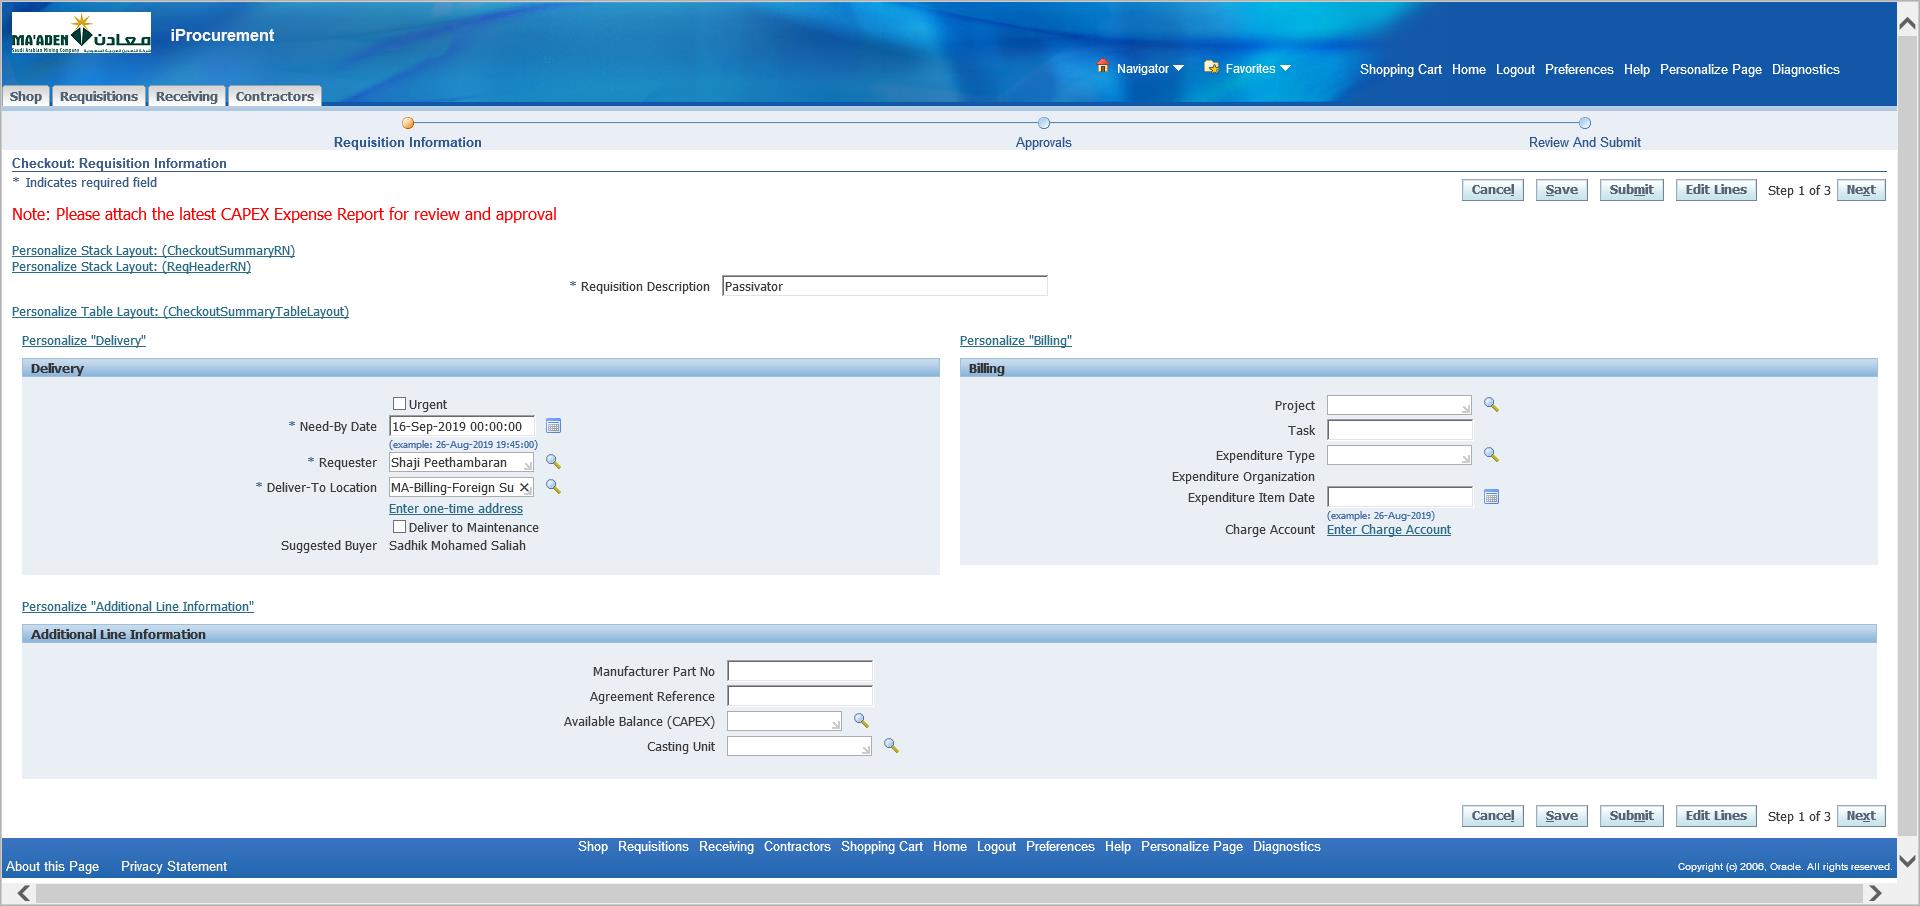 MA'ADEN معادن
Saudi Arabian Mining Company
iProcurement
Navigator Favorites Shopping Cart Home Logout Preferences Help Personalize Page Diagnostics
Shop Requisitions Receiving Contractors
Requisition Information Approvals Review And Submit
Checkout: Requisition Information
* Indicates required field
Cancel Save Submit Edit Lines Step 1 of 3 Next
Note: Please attach the latest CAPEX Expense Report for review and approval
Personalize Stack Layout: (CheckoutSummaryRN)
Personalize Stack Layout: (ReqHeaderRN)
* Requisition Description Passivator
Personalize Table Layout: (CheckoutSummaryTableLayout)
Personalize "Delivery"
Delivery
Urgent
* Need-By Date 16-Sep-2019 00:00:00
(example: 26-Aug-2019 19:45:00)
* Requester Shaji Peethambaran
* Deliver-To Location MA-Billing-Foreign Su
Enter one-time address
Deliver to Maintenance
Suggested Buyer Sadhik Mohamed Saliah
Personalize "Billing"
Billing
Project
Task
Expenditure Type
Expenditure Organization
Expenditure Item Date
(example: 26-Aug-2019)
Charge Account Enter Charge Account
Personalize "Additional Line Information"
Additional Line Information
Manufacturer Part No
Agreement Reference
Available Balance (CAPEX)
Casting Unit
Cancel Save Submit Edit Lines Step 1 of 3 Next
Shop Requisitions Receiving Contractors Shopping Cart Home Logout Preferences Help Personalize Page Diagnostics
About this Page Privacy Statement
Copyright (c) 2006, Oracle. All rights reserved.